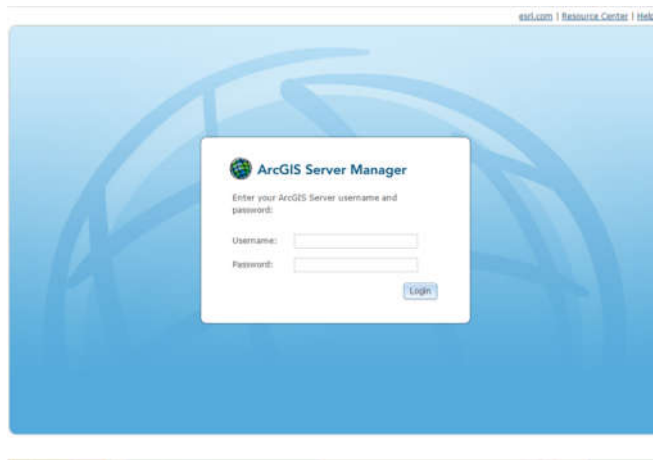 esri.com | Resource Center | Help
ArcGIS Server Manager
Enter your ArcGIS Server username and
password:
Username:
Password:
Login